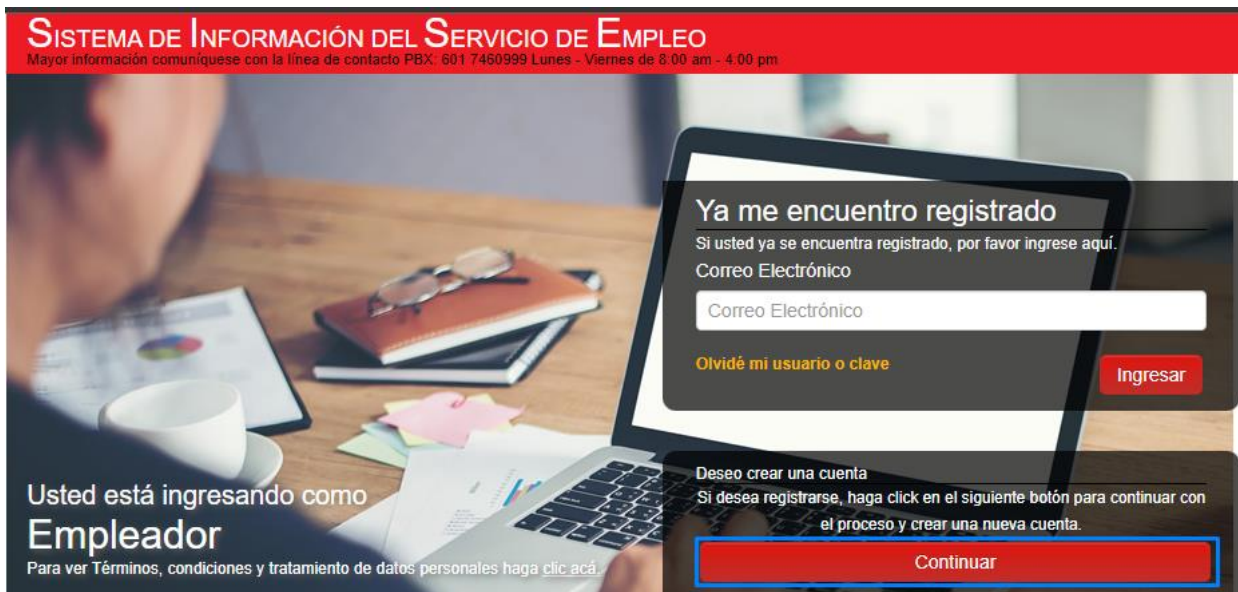 SISTEMA DE INFORMACIÓN DEL SERVICIO DE EMPLEO
Mayor información comuníquese con la línea de contacto PBX: 601 7460999 Lunes - Viernes de 8:00 am - 4:00 pm
Ya me encuentro registrado
Si usted ya se encuentra registrado, por favor ingrese aquí.
Correo Electrónico
Correo Electrónico
Olvidé mi usuario o clave
Ingresar
Usted está ingresando como
Empleador
Para ver Términos, condiciones y tratamiento de datos personales haga clic acá.
Deseo crear una cuenta
Si desea registrarse, haga click en el siguiente botón para continuar con
el proceso y crear una nueva cuenta.
Continuar